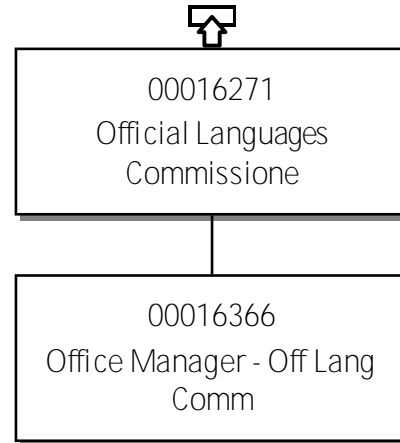 00016271
Official Languages
Commissione
00016366
Office Manager - Off Lang
Comm